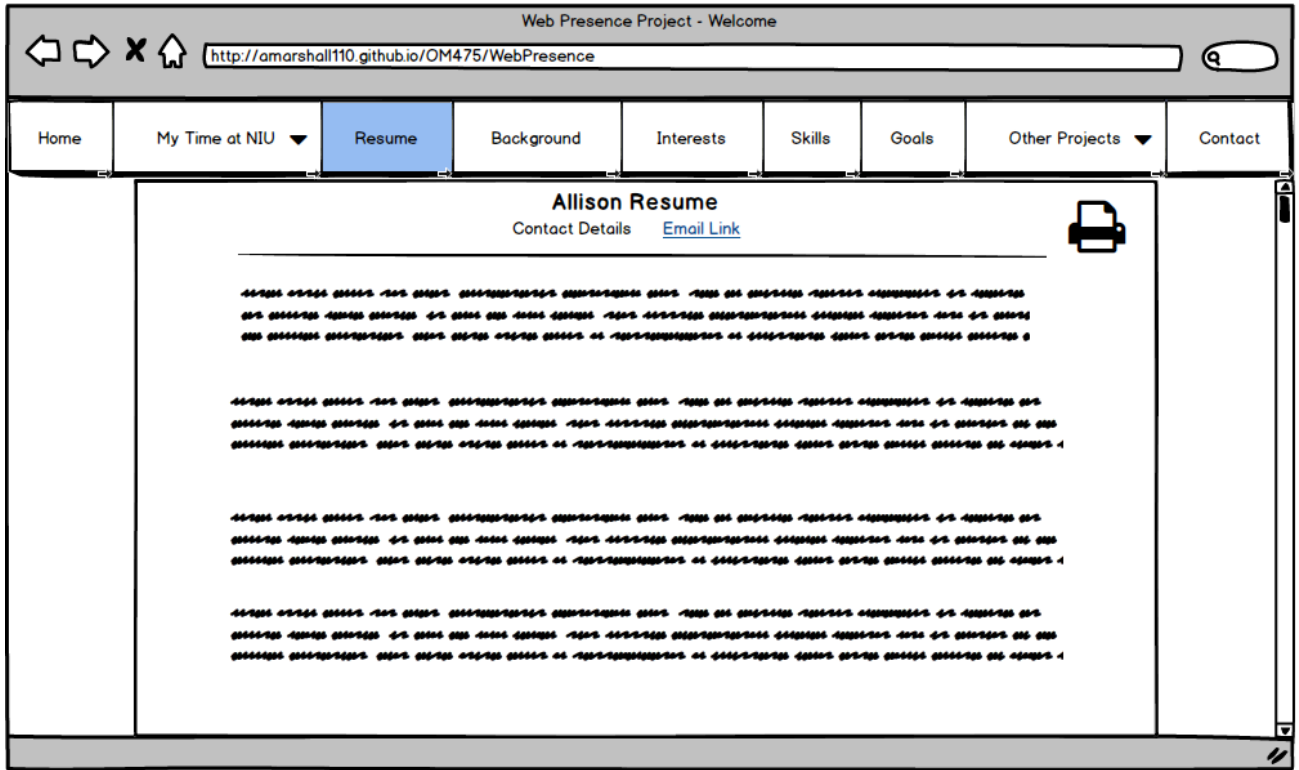 Web Presence Project - Welcome
http://amarshall110.github.io/OM475/WebPresence
Home My Time at NIU Resume Background Interests Skills Goals Other Projects Contact
Allison Resume
Contact Details Email Link